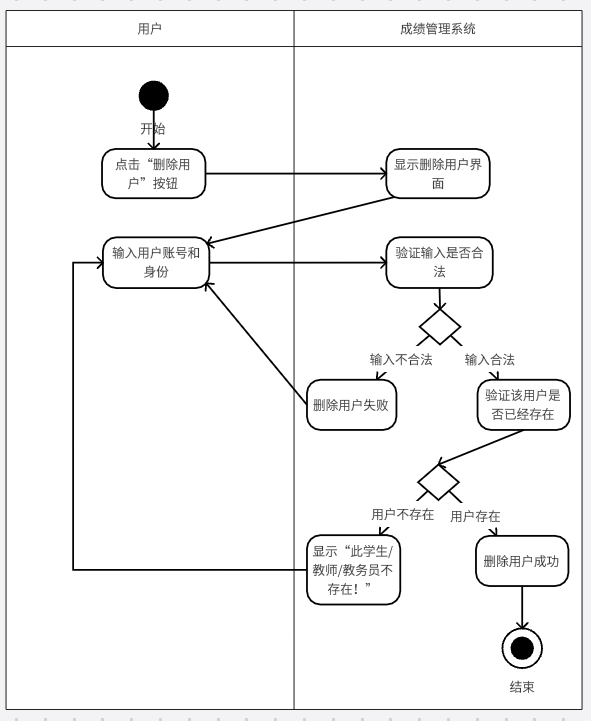 用户
成绩管理系统
开始
点击“删除用
户”按钮
显示删除用户界
面
输入用户账号和
身份
验证输入是否合
法
输入不合法
输入合法
删除用户失败
验证该用户是
否已经存在
用户不存在
用户存在
显示“此学生/
教师/教务员不
存在！”
删除用户成功
结束